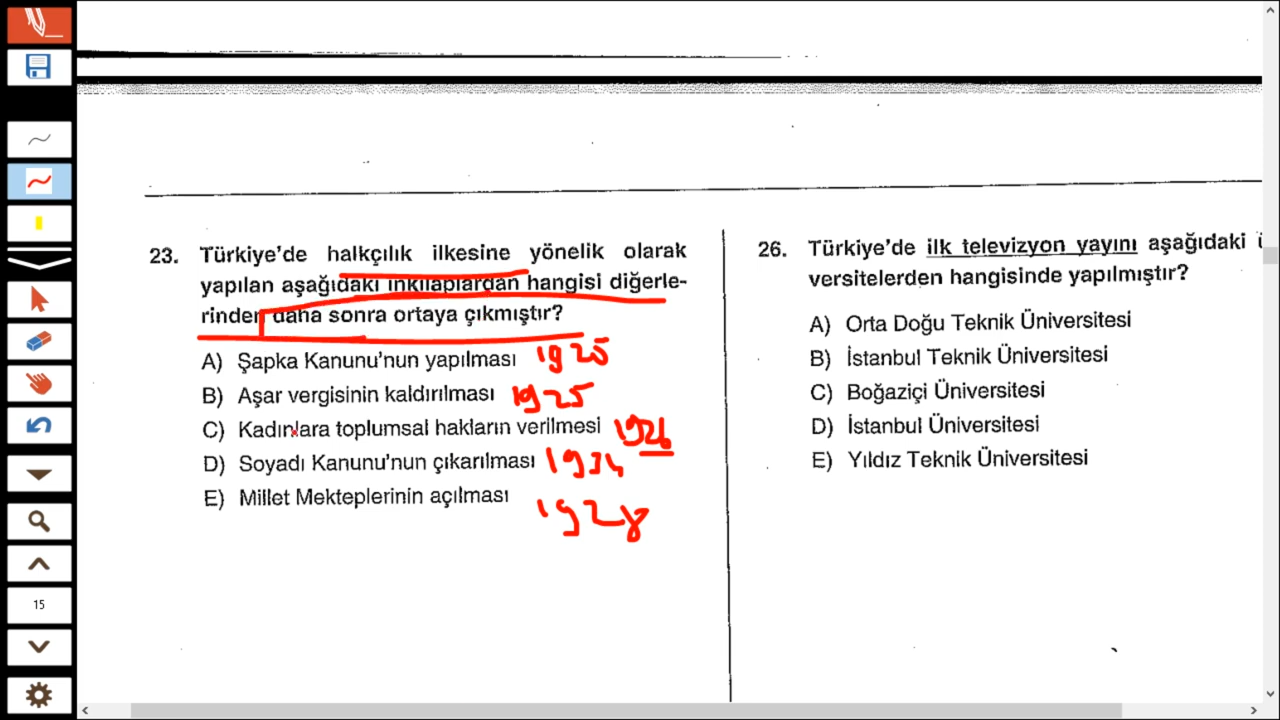 23. Türkiye'de halkçılık ilkesine yönelik olarak
yapılan aşağıdaki inkılaplardan hangisi diğerle-
rinden daha sonra ortaya çıkmıştır?
A) Şapka Kanunu'nun yapılması 1925
B) Aşar vergisinin kaldırılması 1925
C) Kadınlara toplumsal hakların verilmesi 1926
D) Soyadı Kanunu'nun çıkarılması 1934
E) Millet Mekteplerinin açılması 1928
26. Türkiye'de ilk televizyon yayını aşağıdaki ü
versitelerden hangisinde yapılmıştır?
A) Orta Doğu Teknik Üniversitesi
B) İstanbul Teknik Üniversitesi
C) Boğaziçi Üniversitesi
D) İstanbul Üniversitesi
E) Yıldız Teknik Üniversitesi
15